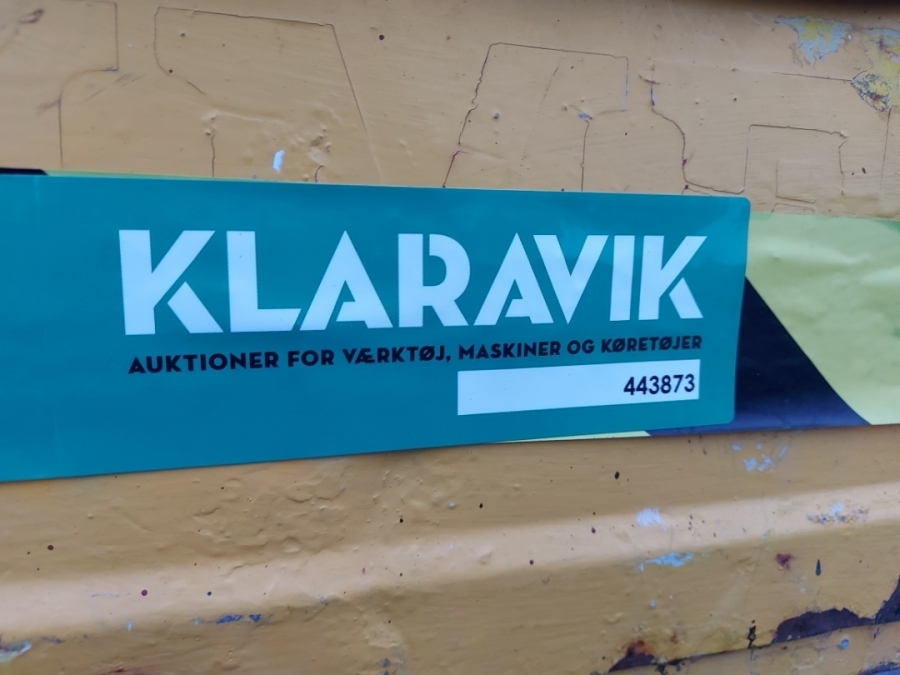 KLARAVIK
AUKTIONER FOR VÆRKTØJ, MASKINER OG KØRETØJER
443873